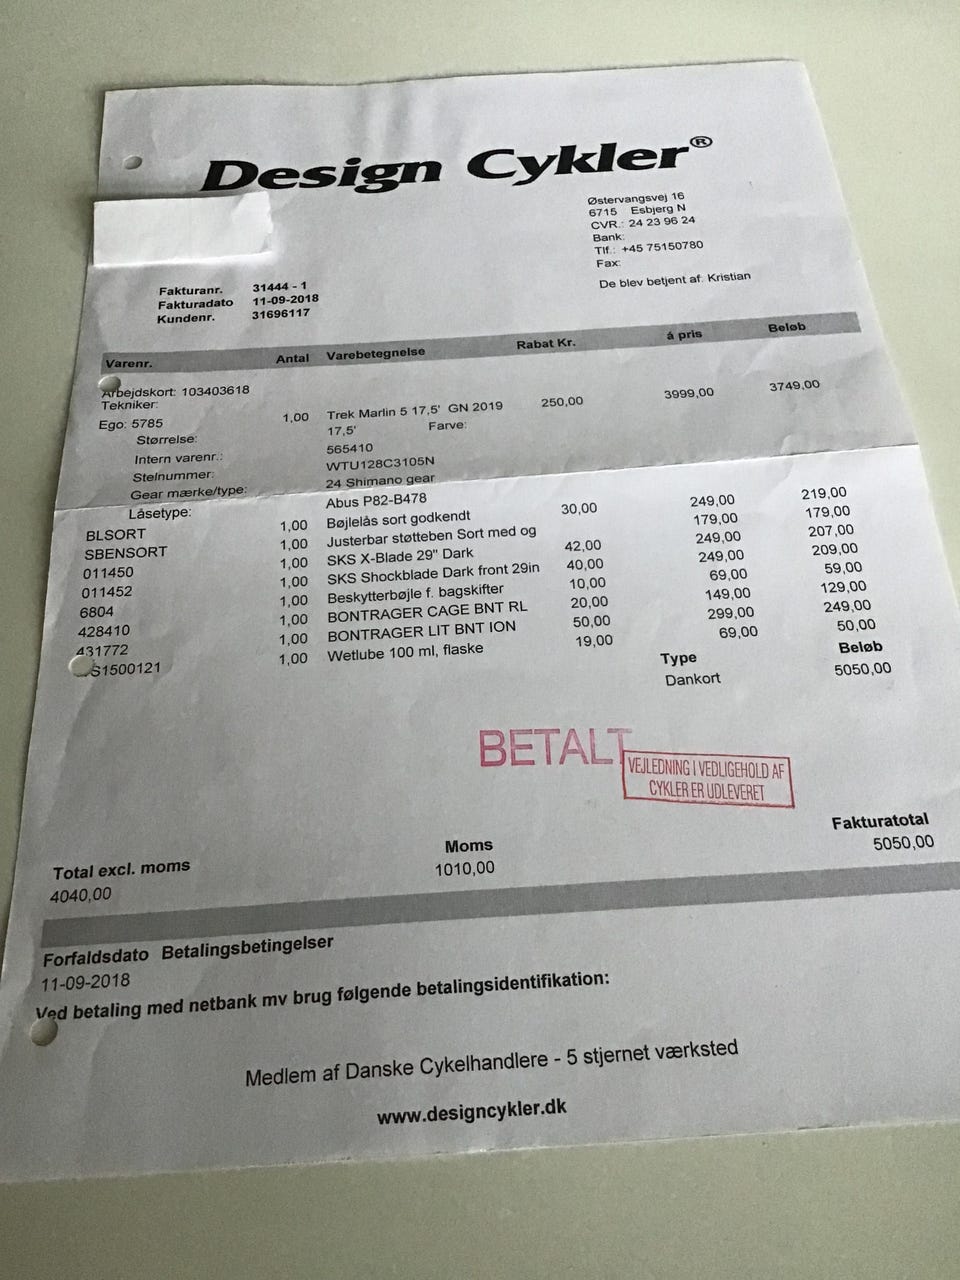 Design Cykler®
Østervangsvej 16
6715 Esbjerg N
CVR.: 24 23 96 24
Bank:
Tlf.: +45 75150780
Fax:
De blev betjent af: Kristian
Fakturanr. 31444 - 1
Fakturadato 11-09-2018
Kundenr. 31696117
Varenr. Antal Varebetegnelse Rabat Kr. á pris Beløb
Arbejdskort: 103403618
Tekniker:
Ego: 5785 1,00 Trek Marlin 5 17,5' GN 2019 250,00 3999,00 3749,00
Størrelse: 17,5' Farve:
Intern varenr.: 565410
Stelnummer: WTU128C3105N
Gear mærke/type: 24 Shimano gear
Låsetype: Abus P82-B478
BLSORT 1,00 Bøjlelås sort godkendt 30,00 249,00 219,00
SBENSORT 1,00 Justerbar støtteben Sort med og 179,00 179,00
011450 1,00 SKS X-Blade 29" Dark 42,00 249,00 207,00
011452 1,00 SKS Shockblade Dark front 29in 40,00 249,00 209,00
6804 1,00 Beskytterbøjle f. bagskifter 10,00 69,00 59,00
428410 1,00 BONTRAGER CAGE BNT RL 20,00 149,00 129,00
431772 1,00 BONTRAGER LIT BNT ION 50,00 299,00 249,00
S1500121 1,00 Wetlube 100 ml, flaske 19,00 69,00 50,00
Type Beløb
Dankort 5050,00
BETALT
VEJLEDNING I VEDLIGEHOLD AF
CYKLER ER UDLEVERET
Total excl. moms Moms Fakturatotal
4040,00 1010,00 5050,00
Forfaldsdato Betalingsbetingelser
11-09-2018
Ved betaling med netbank mv brug følgende betalingsidentifikation:
Medlem af Danske Cykelhandlere - 5 stjernet værksted
www.designcykler.dk